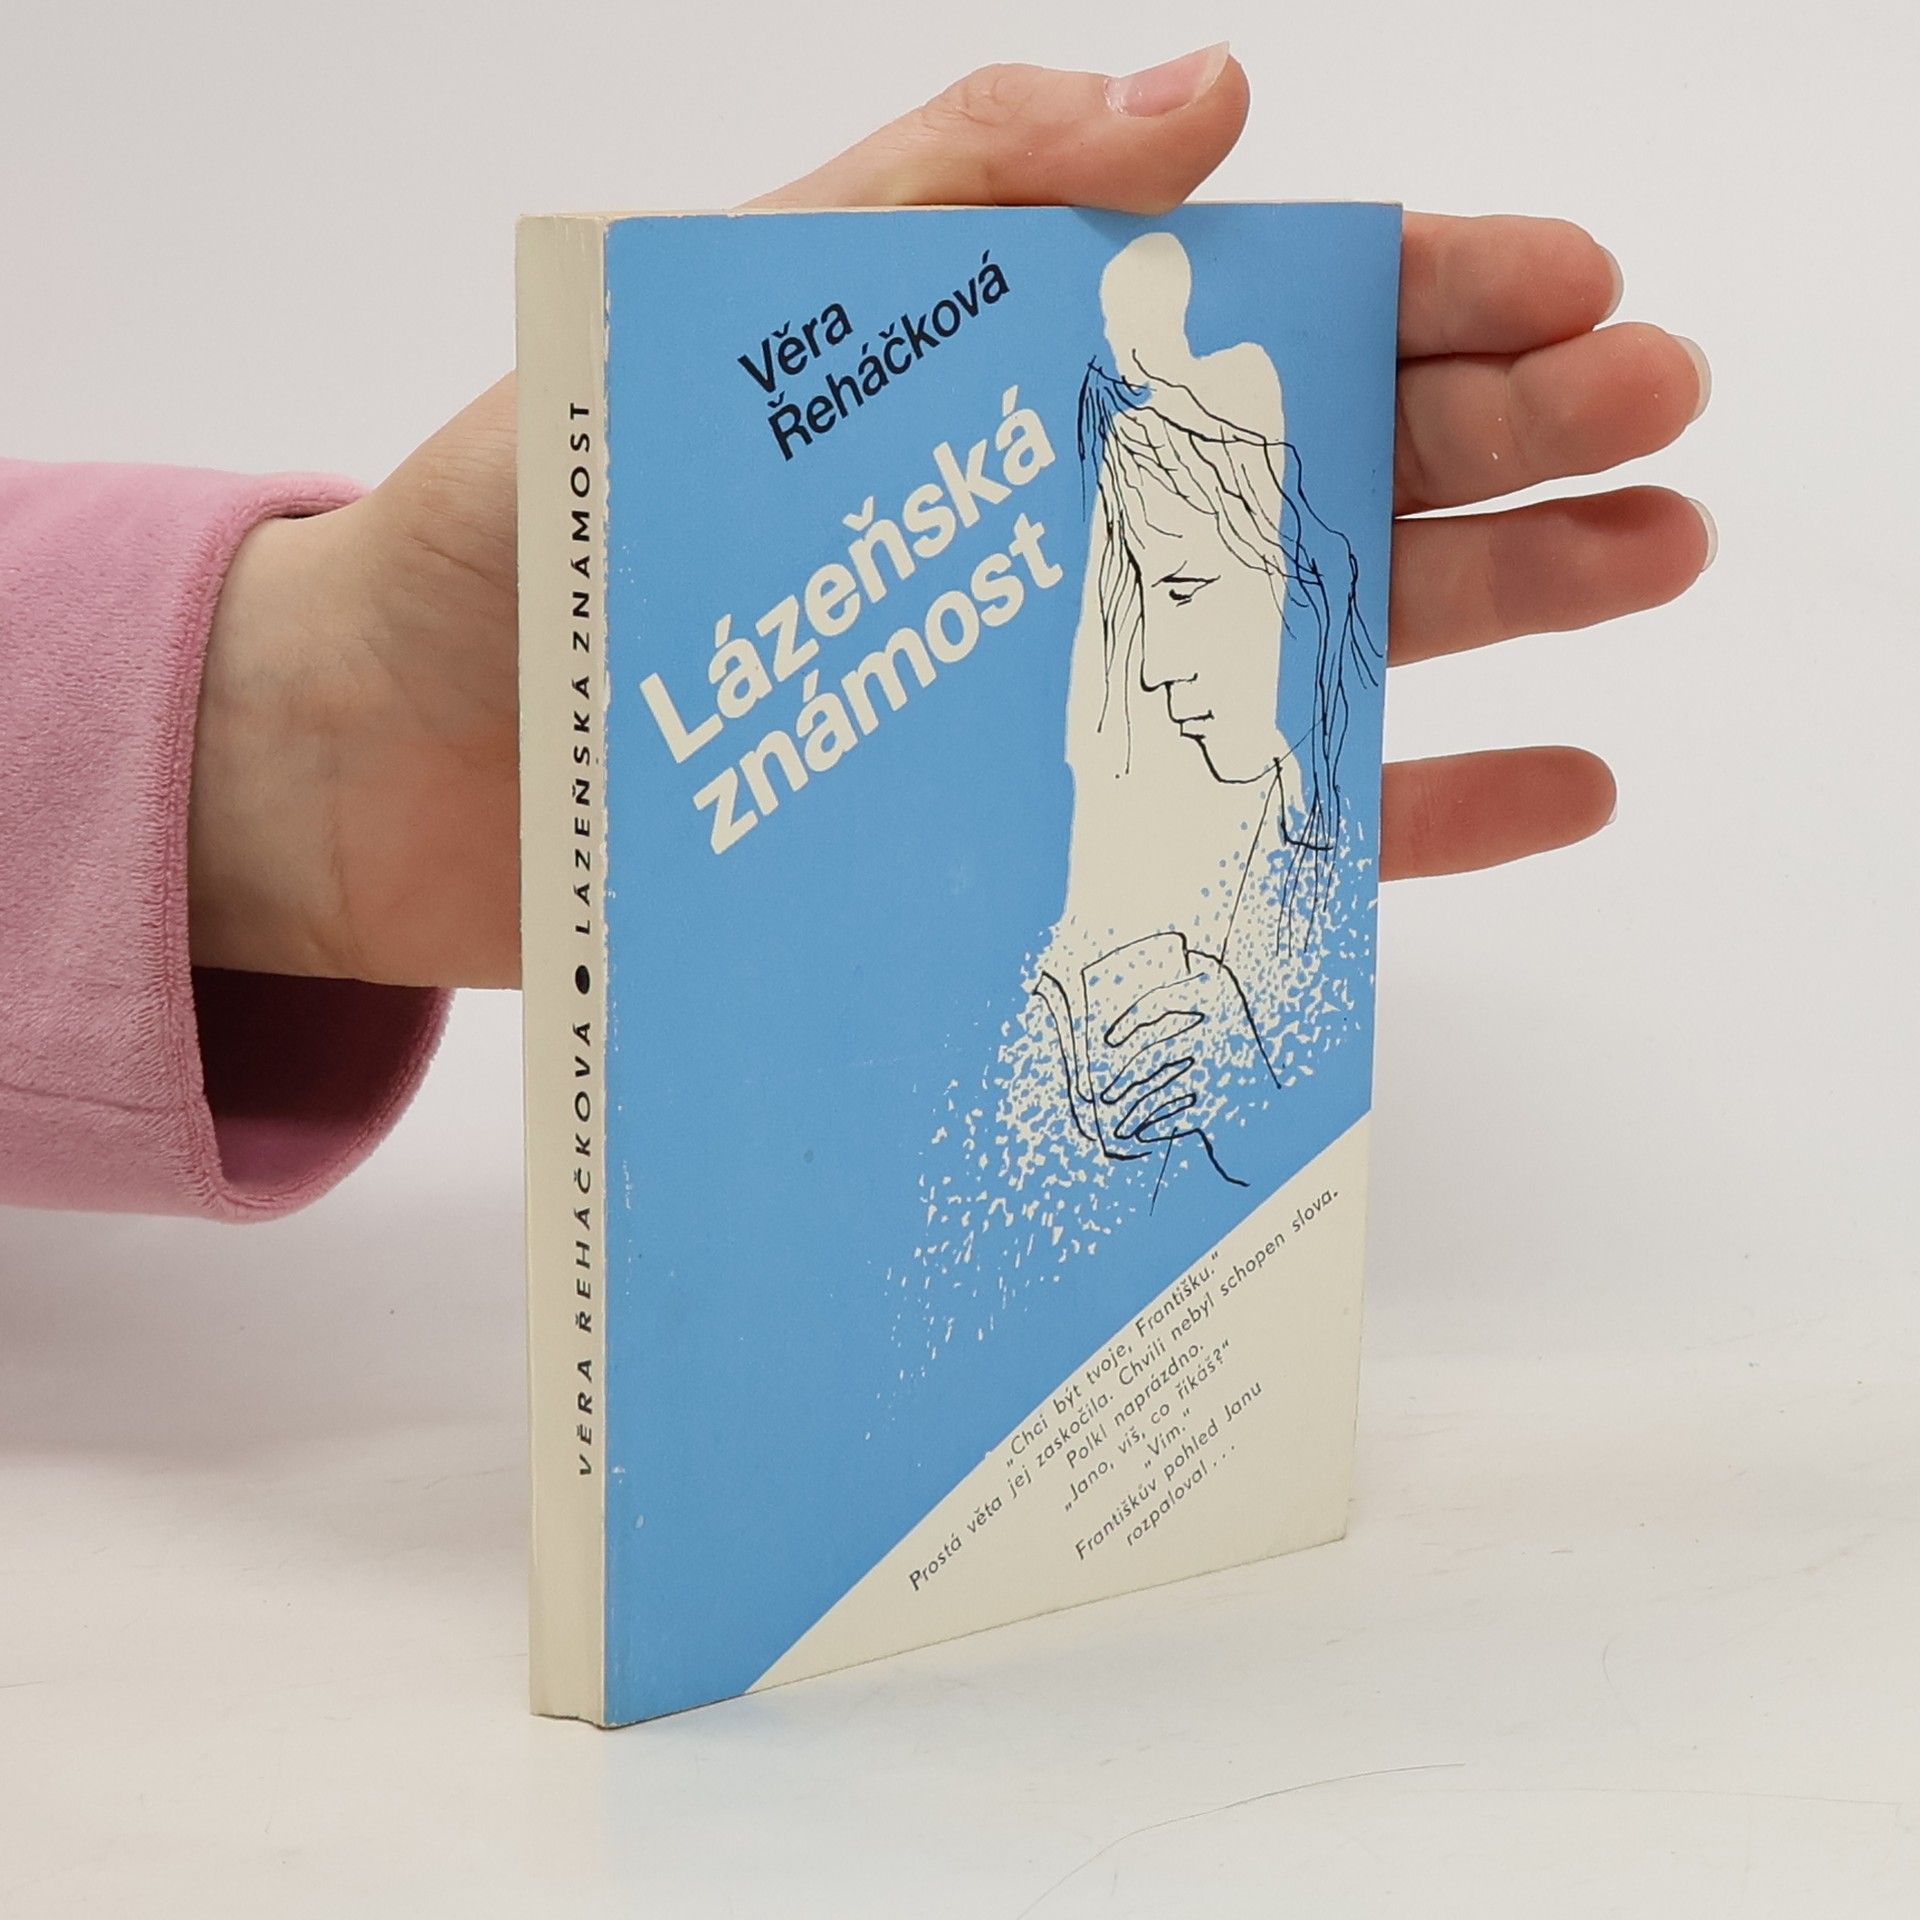 VĚRA ŘEHÁČKOVÁ ● LÁZEŇSKÁ ZNÁMOST
Věra
Řeháčková
Lázeňská
známost
„Chci být tvoje, Františku."
Prostá věta jej zaskočila. Chvíli nebyl schopen slova.
Polkl naprázdno.
„Jano, víš, co říkáš?"
„Vím."
Františkův pohled Janu
rozpaloval...